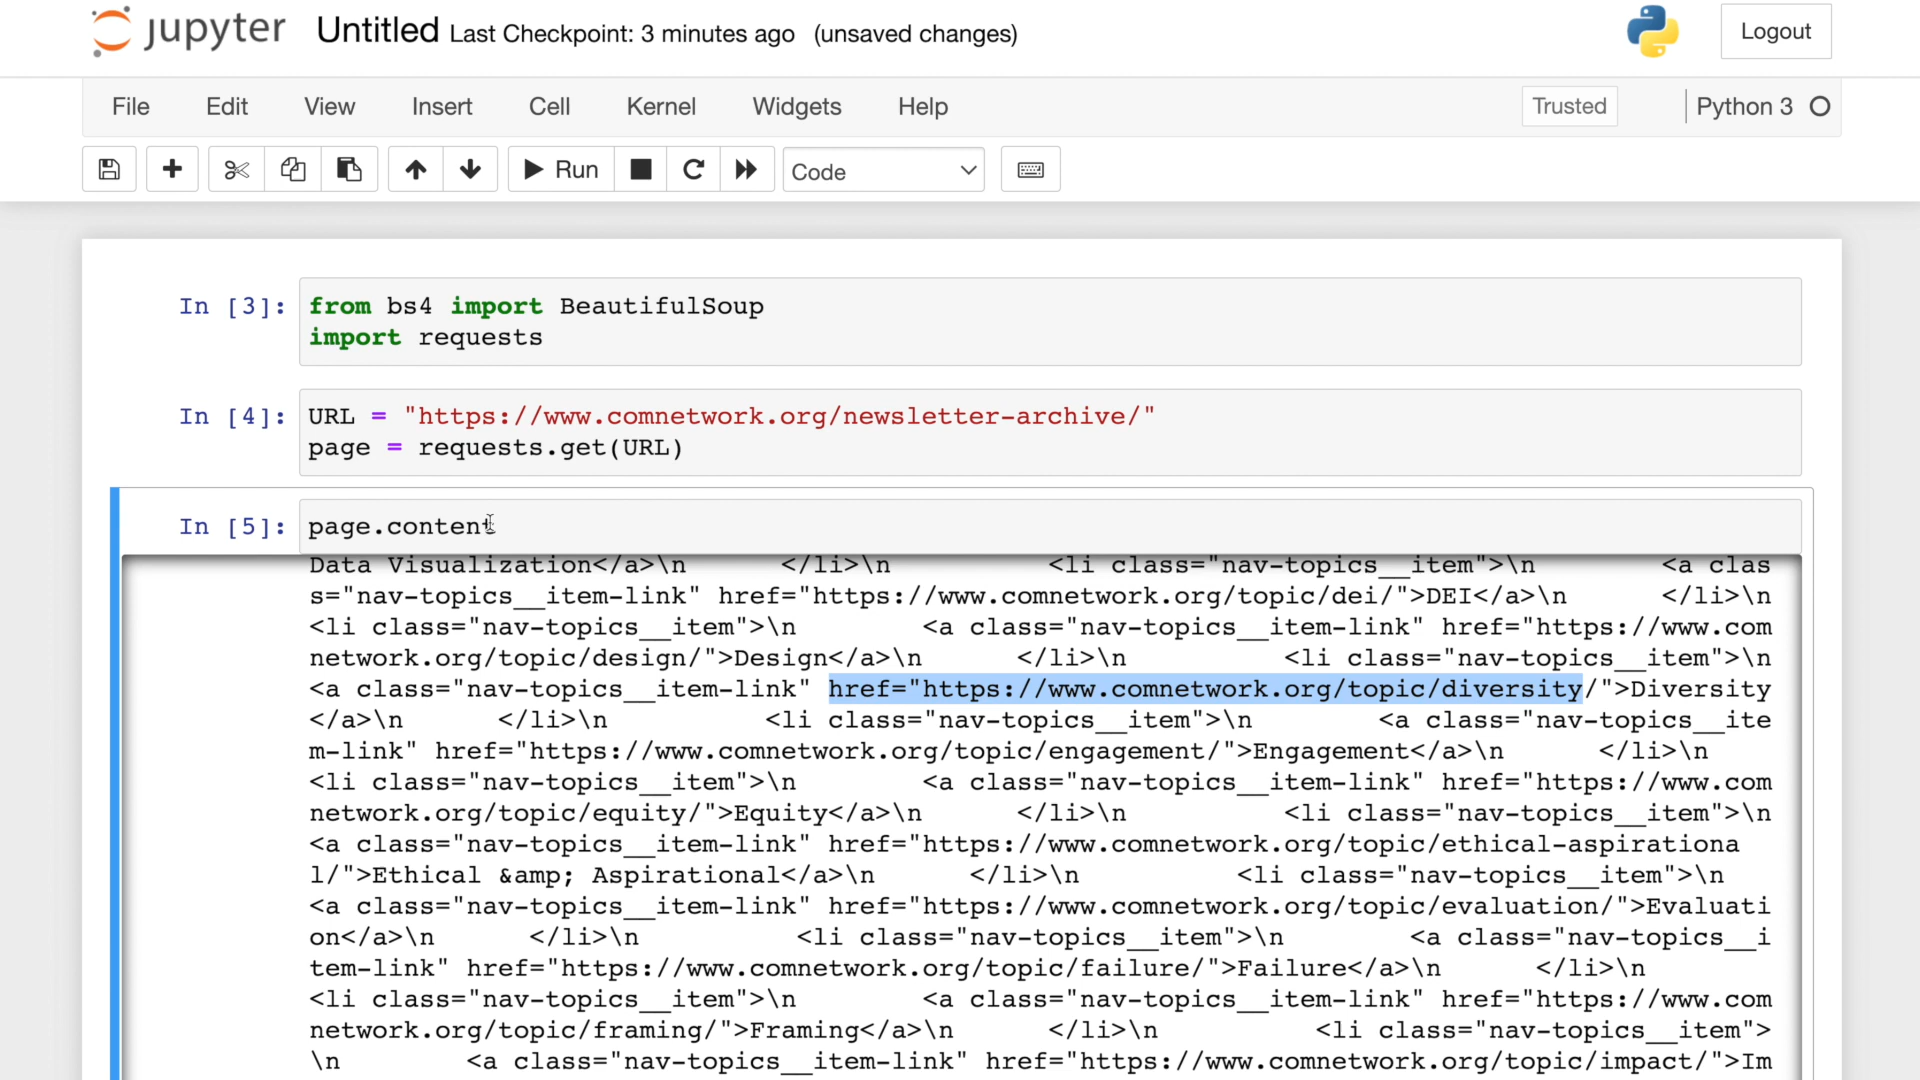 jupyter Untitled Last Checkpoint: 3 minutes ago (unsaved changes) Logout
File Edit View Insert Cell Kernel Widgets Help Trusted Python 3
Run Code
In [3]: from bs4 import BeautifulSoup
import requests
In [4]: URL = "https://www.comnetwork.org/newsletter-archive/"
page = requests.get(URL)
In [5]: page.content
Data Visualization</a>\n </li>\n <li class="nav-topics__item">\n <a clas
s="nav-topics__item-link" href="https://www.comnetwork.org/topic/dei/">DEI</a>\n </li>\n
<li class="nav-topics__item">\n <a class="nav-topics__item-link" href="https://www.com
network.org/topic/design/">Design</a>\n </li>\n <li class="nav-topics__item">\n
<a class="nav-topics__item-link" href="https://www.comnetwork.org/topic/diversity/">Diversity
</a>\n </li>\n <li class="nav-topics__item">\n <a class="nav-topics__ite
m-link" href="https://www.comnetwork.org/topic/engagement/">Engagement</a>\n </li>\n
<li class="nav-topics__item">\n <a class="nav-topics__item-link" href="https://www.com
network.org/topic/equity/">Equity</a>\n </li>\n <li class="nav-topics__item">\n
<a class="nav-topics__item-link" href="https://www.comnetwork.org/topic/ethical-aspirationa
l/">Ethical &amp; Aspirational</a>\n </li>\n <li class="nav-topics__item">\n
<a class="nav-topics__item-link" href="https://www.comnetwork.org/topic/evaluation/">Evaluati
on</a>\n </li>\n <li class="nav-topics__item">\n <a class="nav-topics__i
tem-link" href="https://www.comnetwork.org/topic/failure/">Failure</a>\n </li>\n
<li class="nav-topics__item">\n <a class="nav-topics__item-link" href="https://www.com
network.org/topic/framing/">Framing</a>\n </li>\n <li class="nav-topics__item">
\n <a class="nav-topics__item-link" href="https://www.comnetwork.org/topic/impact/">Im